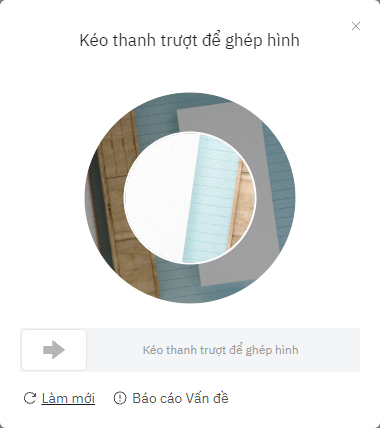 Kéo thanh trượt để ghép hình
Kéo thanh trượt để ghép hình
Làm mới
Báo cáo Vấn đề